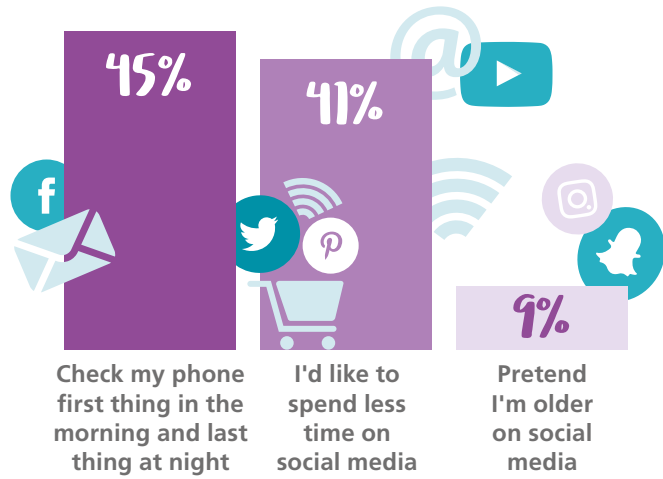 45%
41%
9%
Check my phone
first thing in the
morning and last
thing at night
I'd like to
spend less
time on
social media
Pretend
I'm older
on social
media